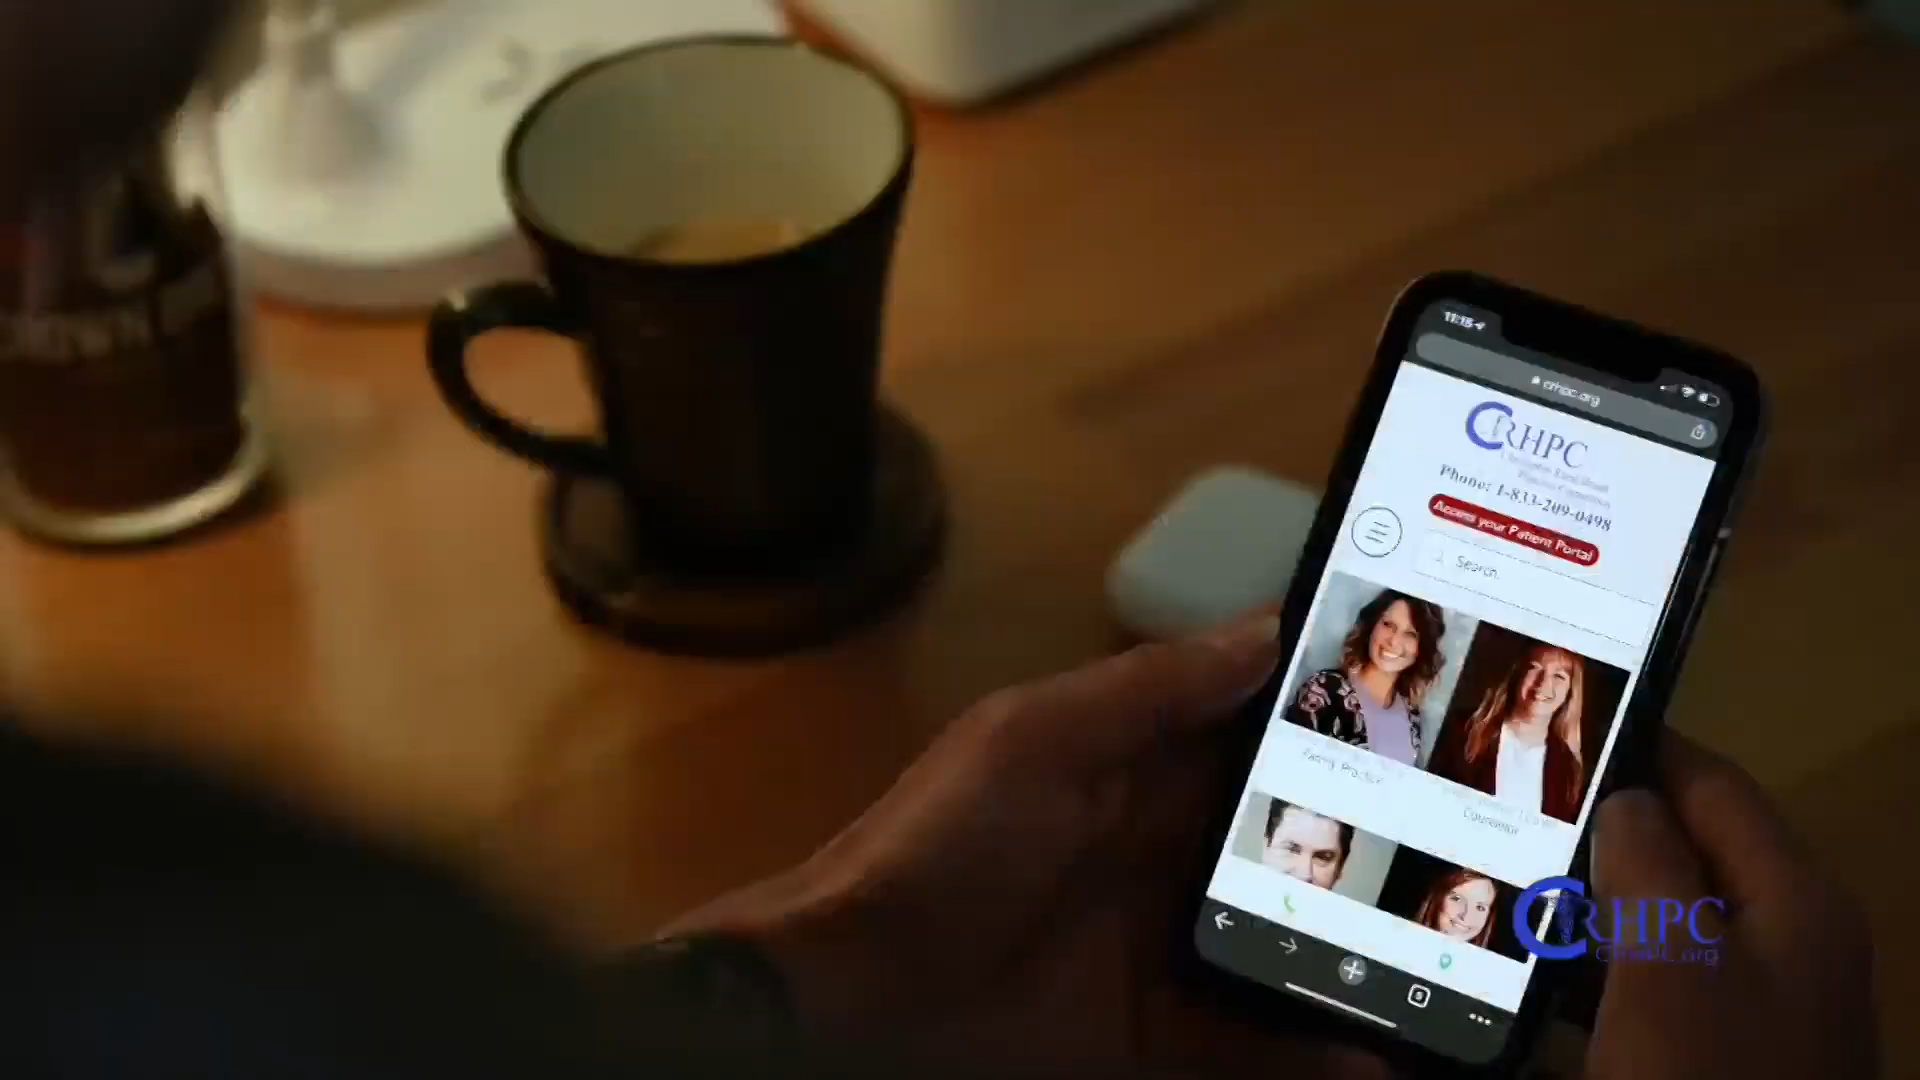 11:15
crhpc.org
CRHPC
Phone: 1-833-209-0498
Access your Patient Portal
Search
Family Practice
Counselor
5
CRHPC
CRHPC.org